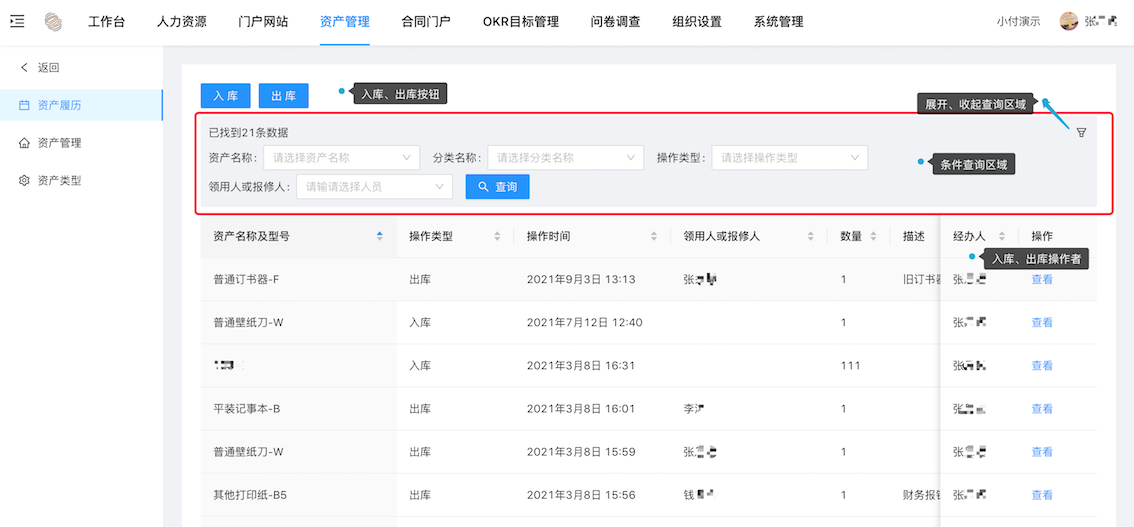 工作台 人力资源 门户网站 资产管理 合同门户 OKR目标管理 问卷调查 组织设置 系统管理 小付演示 张
返回
资产履历
资产管理
资产类型
入 库 出 库 入库、出库按钮
展开、收起查询区域
已找到21条数据
资产名称: 请选择资产名称 分类名称: 请选择分类名称 操作类型: 请选择操作类型
条件查询区域
领用人或报修人: 请输请选择人员 查询
资产名称及型号 操作类型 操作时间 领用人或报修人 数量 描述 经办人 操作
入库、出库操作者
普通订书器-F 出库 2021年9月3日 13:13 张 1 旧订书 张 查看
普通壁纸刀-W 入库 2021年7月12日 12:40 1 张 查看
入库 2021年3月8日 16:31 111 张 查看
平装记事本-B 出库 2021年3月8日 16:01 李 1 张 查看
普通壁纸刀-W 出库 2021年3月8日 15:59 张 1 张 查看
其他打印纸-B5 出库 2021年3月8日 15:56 钱 1 财务报 张 查看